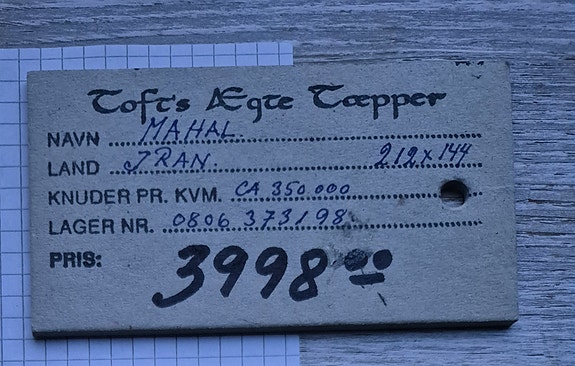 Toft's Ægte Tæpper
NAVN MAHAL.
LAND IRAN. 212 x 144
KNUDER PR. KVM. CA 350.000
LAGER NR. 0806 373198.
PRIS: 3998 00